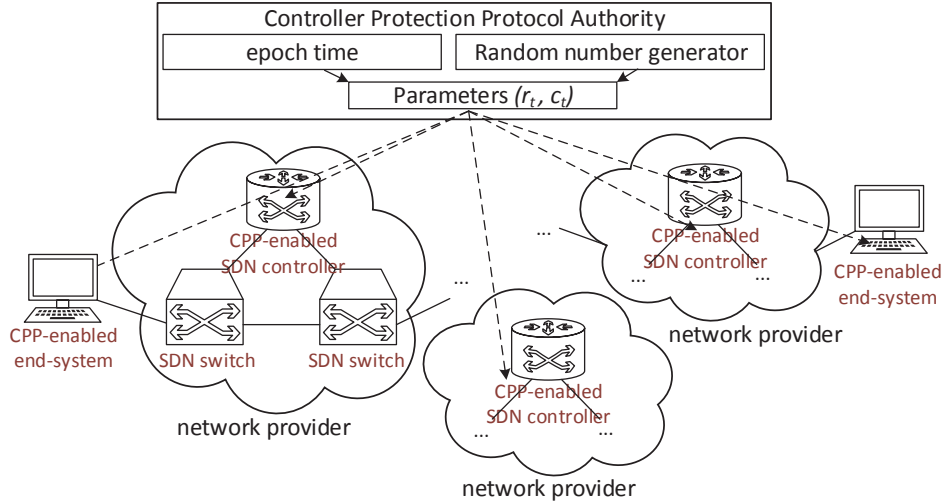 Controller Protection Protocol Authority
epoch time
Random number generator
Parameters (r_t, c_t)
CPP-enabled
SDN controller
SDN switch
SDN switch
CPP-enabled
end-system
network provider
...
...
CPP-enabled
SDN controller
...
...
network provider
CPP-enabled
SDN controller
...
...
network provider
CPP-enabled
end-system